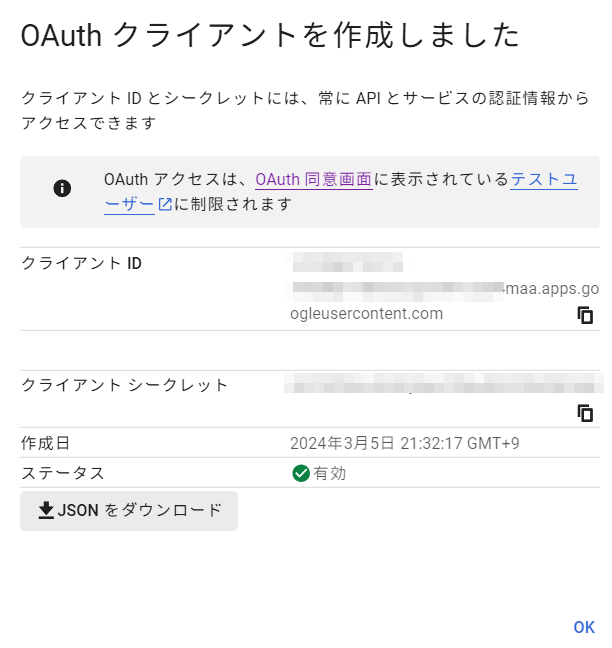 OAuth クライアントを作成しました
クライアント ID とシークレットには、常に API とサービスの認証情報から
アクセスできます
OAuth アクセスは、OAuth 同意画面に表示されているテストユ
ーザー に制限されます
クライアント ID
maa.apps.go
ogleusercontent.com
クライアント シークレット
作成日 2024年3月5日 21:32:17 GMT+9
ステータス 有効
JSON をダウンロード
OK